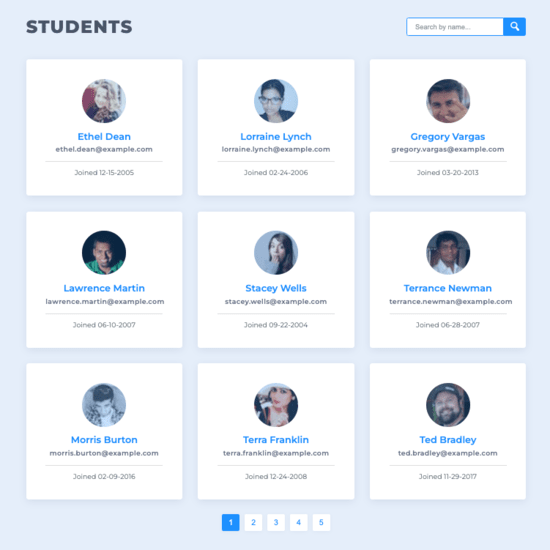 STUDENTS
Search by name...
Ethel Dean
ethel.dean@example.com
Joined 12-15-2005
Lorraine Lynch
lorraine.lynch@example.com
Joined 02-24-2006
Gregory Vargas
gregory.vargas@example.com
Joined 03-20-2013
Lawrence Martin
lawrence.martin@example.com
Joined 06-10-2007
Stacey Wells
stacey.wells@example.com
Joined 09-22-2004
Terrance Newman
terrance.newman@example.com
Joined 06-28-2007
Morris Burton
morris.burton@example.com
Joined 02-09-2016
Terra Franklin
terra.franklin@example.com
Joined 12-24-2008
Ted Bradley
ted.bradley@example.com
Joined 11-29-2017
1 2 3 4 5